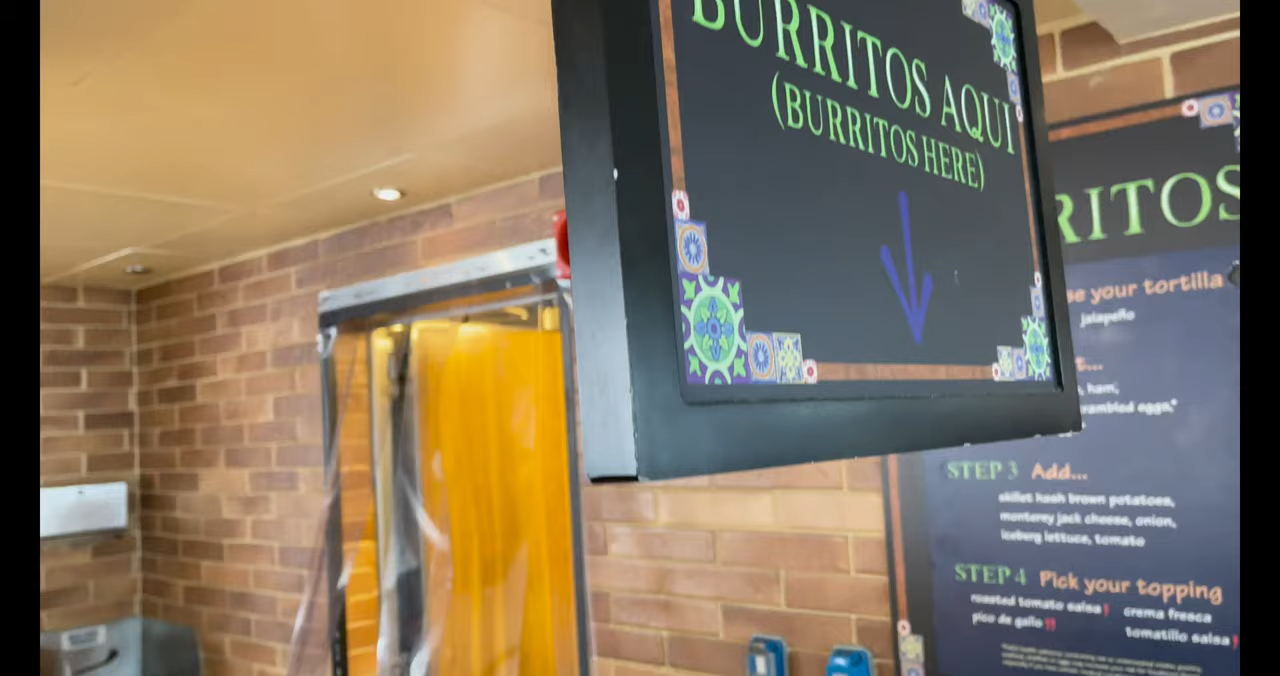 BURRITOS AQUI
(BURRITOS HERE)
RITOS
se your tortilla
jalapeño
ham,
rambled eggs,*
STEP 3 Add...
skillet hash brown potatoes,
monterey jack cheese, onion,
iceberg lettuce, tomato
STEP 4 Pick your topping
roasted tomato salsa crema fresca
pico de gallo tomatillo salsa